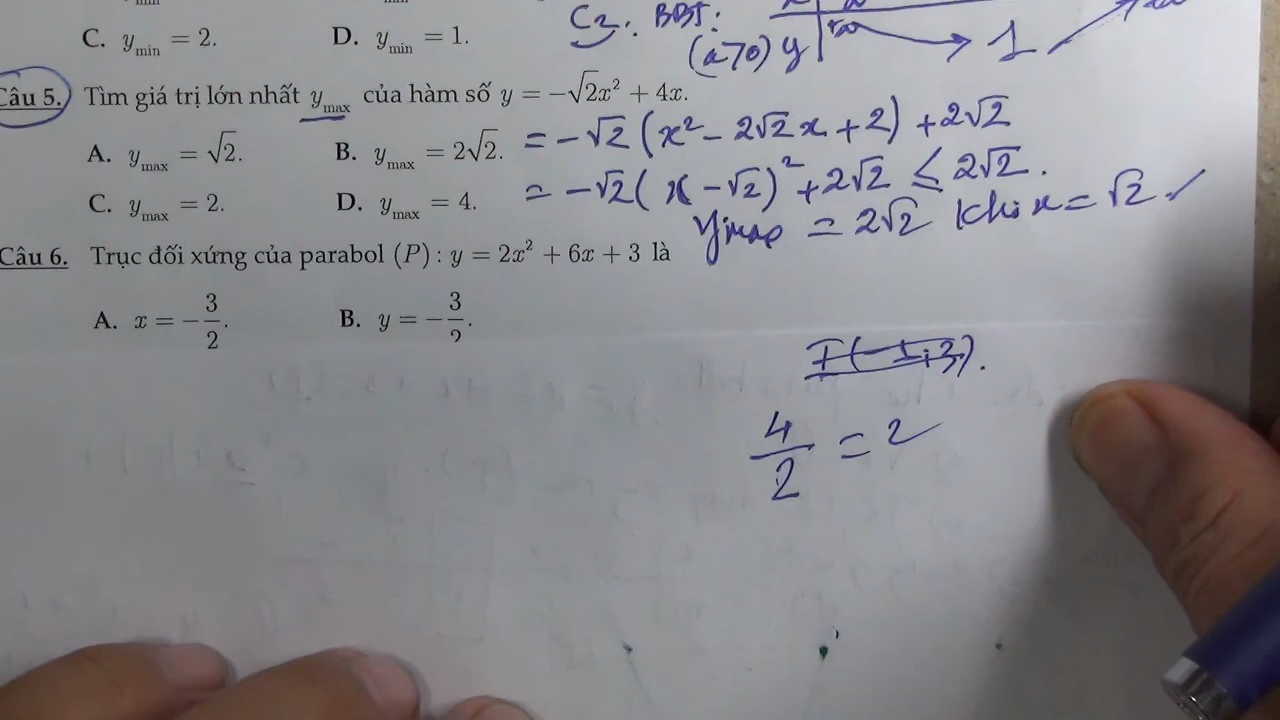 C. y_min = 2.
D. y_min = 1.
C2: BBT:
(a>0) y +∞ 1 +∞
Câu 5. Tìm giá trị lớn nhất y_max của hàm số y = −√2x² + 4x.
= −√2(x² − 2√2x + 2) + 2√2
A. y_max = √2.
B. y_max = 2√2.
= −√2(x − √2)² + 2√2 ≤ 2√2.
C. y_max = 2.
D. y_max = 4.
y_max = 2√2 khi x = √2 ✓
Câu 6. Trục đối xứng của parabol (P) : y = 2x² + 6x + 3 là
A. x = −3/2.
B. y = −3/2.
I(−1;3).
4/2 = 2